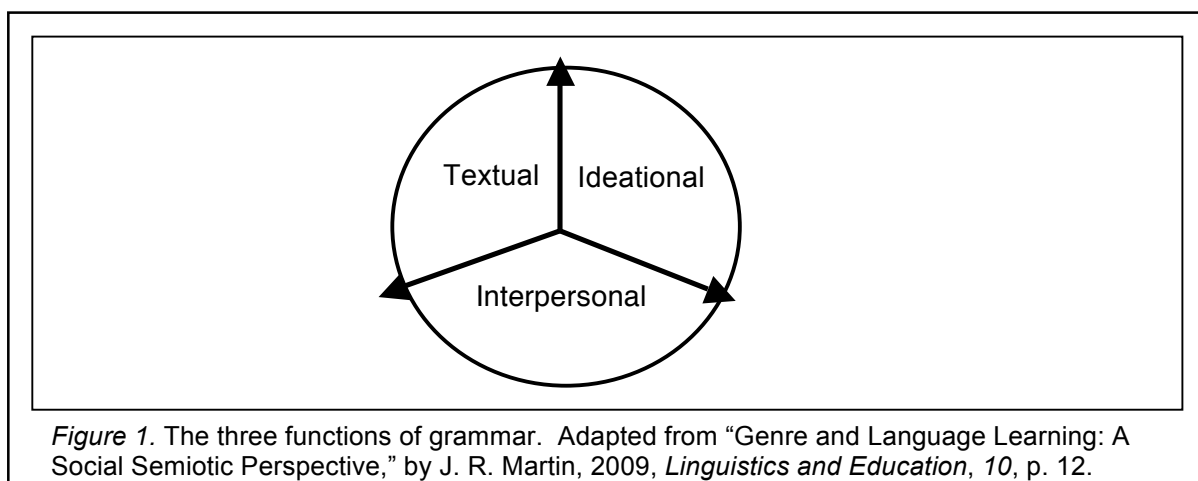 Textual Ideational
Interpersonal
Figure 1. The three functions of grammar.  Adapted from “Genre and Language Learning: A
Social Semiotic Perspective,” by J. R. Martin, 2009, Linguistics and Education, 10, p. 12.